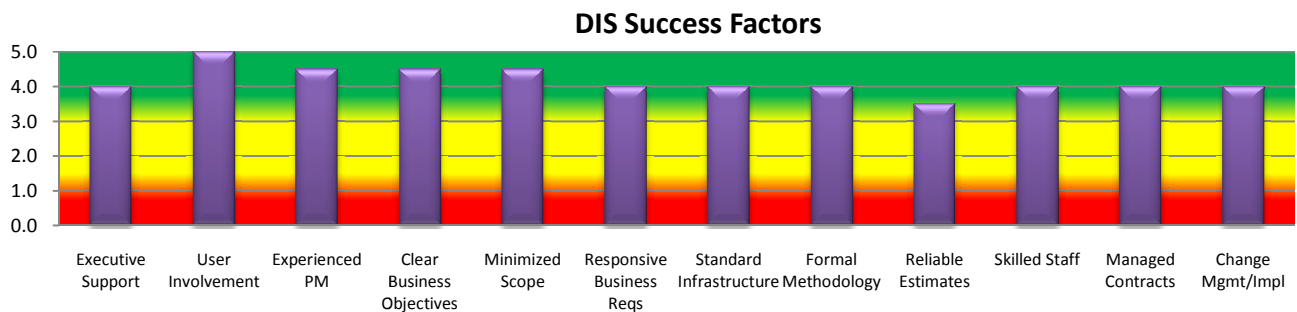 DIS Success Factors
5.0
4.0
3.0
2.0
1.0
0.0
Executive
Support
User
Involvement
Experienced
PM
Clear
Business
Objectives
Minimized
Scope
Responsive
Business
Reqs
Standard
Infrastructure
Formal
Methodology
Reliable
Estimates
Skilled Staff
Managed
Contracts
Change
Mgmt/Impl